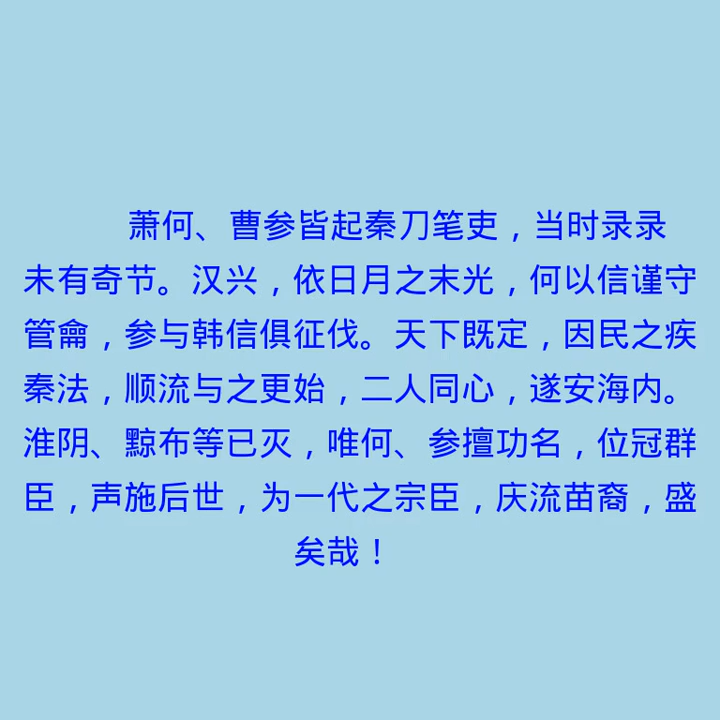 萧何、曹参皆起秦刀笔吏，当时录录
未有奇节。汉兴，依日月之末光，何以信谨守
管龠，参与韩信俱征伐。天下既定，因民之疾
秦法，顺流与之更始，二人同心，遂安海内。
淮阴、黥布等已灭，唯何、参擅功名，位冠群
臣，声施后世，为一代之宗臣，庆流苗裔，盛
矣哉！